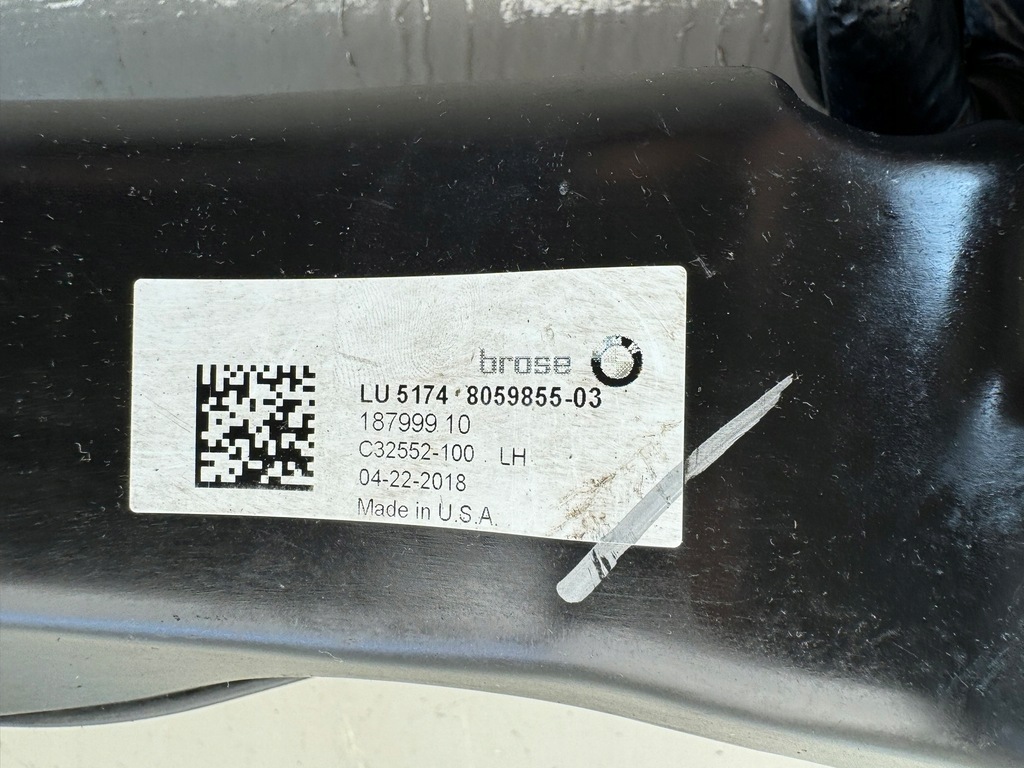 brose
LU 5174 8059855-03
187999 10
C32552-100 LH
04-22-2018
Made in U.S.A.